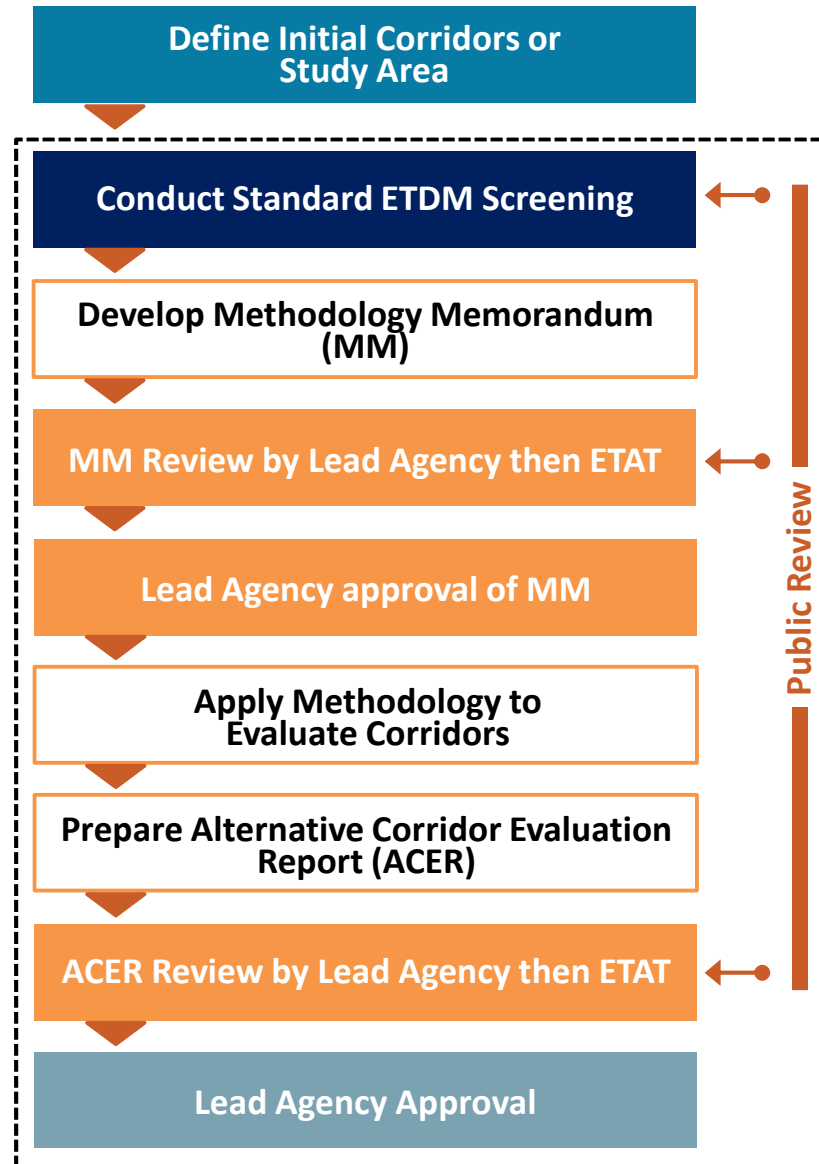 Define Initial Corridors or
Study Area
Conduct Standard ETDM Screening
Develop Methodology Memorandum
(MM)
MM Review by Lead Agency then ETAT
Lead Agency approval of MM
Apply Methodology to
Evaluate Corridors
Prepare Alternative Corridor Evaluation
Report (ACER)
ACER Review by Lead Agency then ETAT
Lead Agency Approval
Public Review